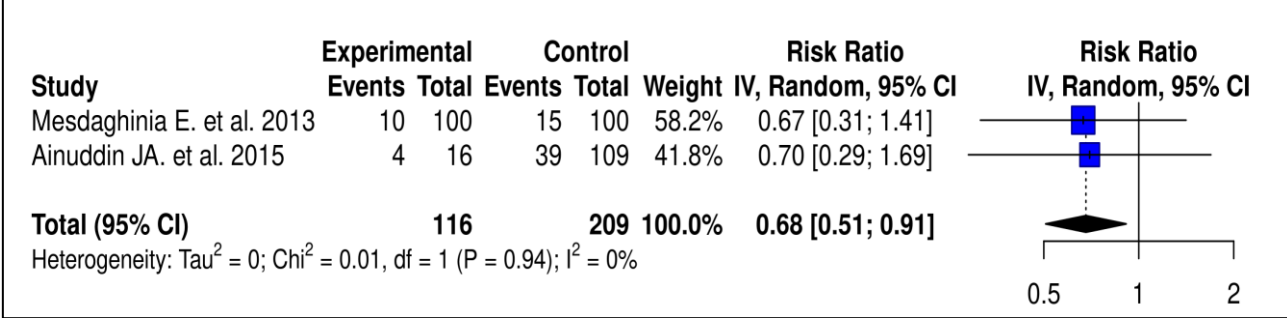 Experimental Control Risk Ratio Risk Ratio
Study Events Total Events Total Weight IV, Random, 95% CI IV, Random, 95% CI
Mesdaghinia E. et al. 2013 10 100 15 100 58.2% 0.67 [0.31; 1.41]
Ainuddin JA. et al. 2015 4 16 39 109 41.8% 0.70 [0.29; 1.69]
Total (95% CI) 116 209 100.0% 0.68 [0.51; 0.91]
Heterogeneity: Tau² = 0; Chi² = 0.01, df = 1 (P = 0.94); I² = 0%
0.5 1 2